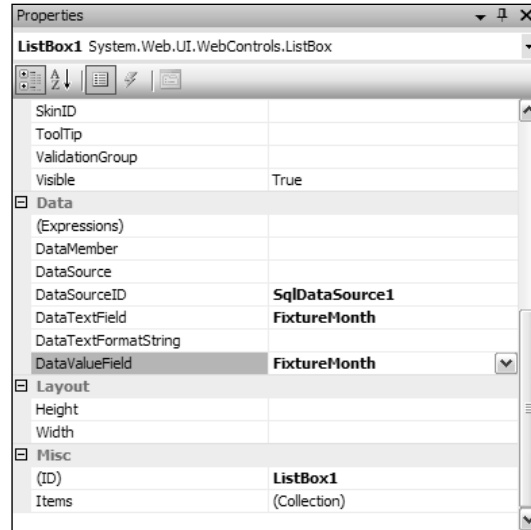 Properties
ListBox1 System.Web.UI.WebControls.ListBox
SkinID
ToolTip
ValidationGroup
Visible True
Data
(Expressions)
DataMember
DataSource
DataSourceID SqlDataSource1
DataTextField FixtureMonth
DataTextFormatString
DataValueField FixtureMonth
Layout
Height
Width
Misc
(ID) ListBox1
Items (Collection)